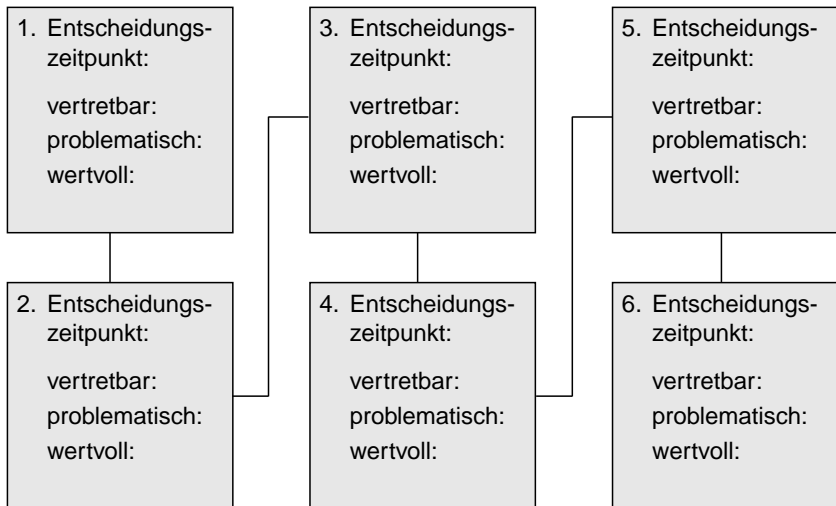 1. Entscheidungs-
zeitpunkt:
vertretbar:
problematisch:
wertvoll:
2. Entscheidungs-
zeitpunkt:
vertretbar:
problematisch:
wertvoll:
3. Entscheidungs-
zeitpunkt:
vertretbar:
problematisch:
wertvoll:
4. Entscheidungs-
zeitpunkt:
vertretbar:
problematisch:
wertvoll:
5. Entscheidungs-
zeitpunkt:
vertretbar:
problematisch:
wertvoll:
6. Entscheidungs-
zeitpunkt:
vertretbar:
problematisch:
wertvoll: